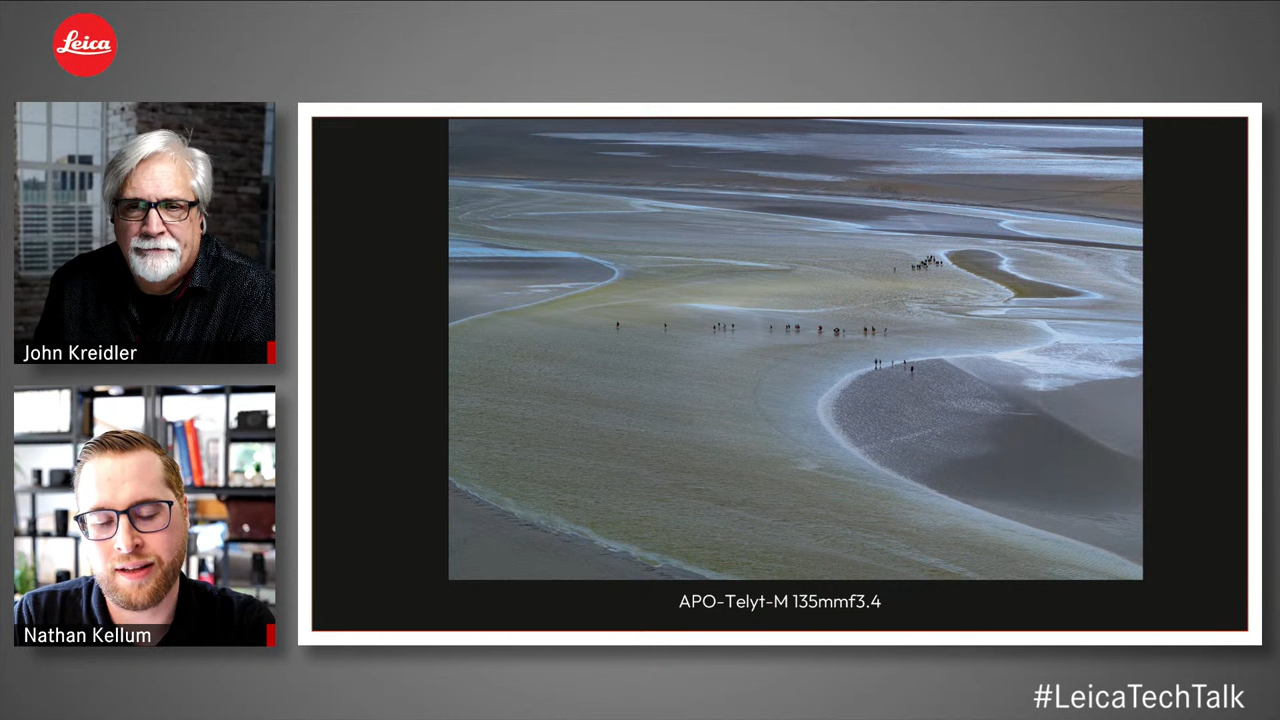 Leica
John Kreidler
Nathan Kellum
APO-Telyt-M 135mmf3.4
#LeicaTechTalk